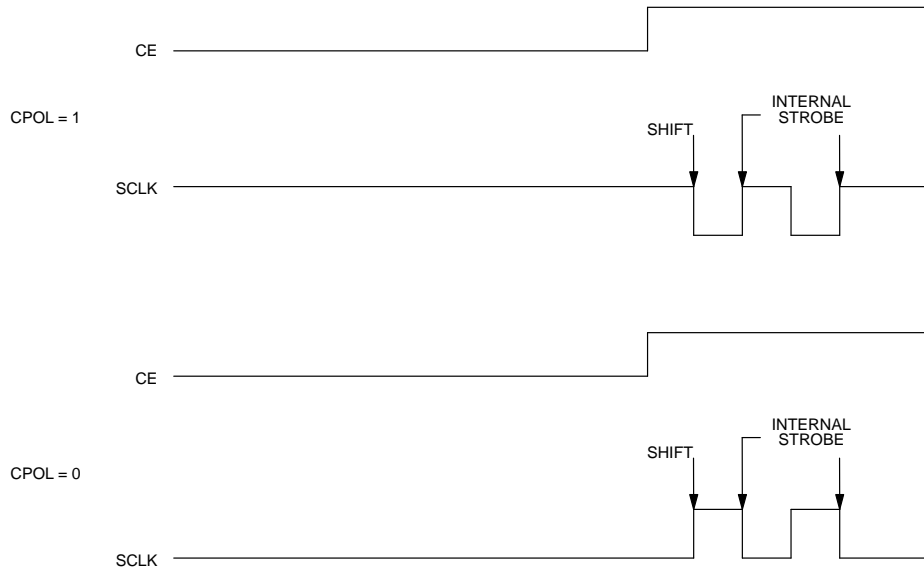 CE
CPOL = 1
INTERNAL
STROBE
SHIFT
SCLK
CE
INTERNAL
STROBE
SHIFT
CPOL = 0
SCLK